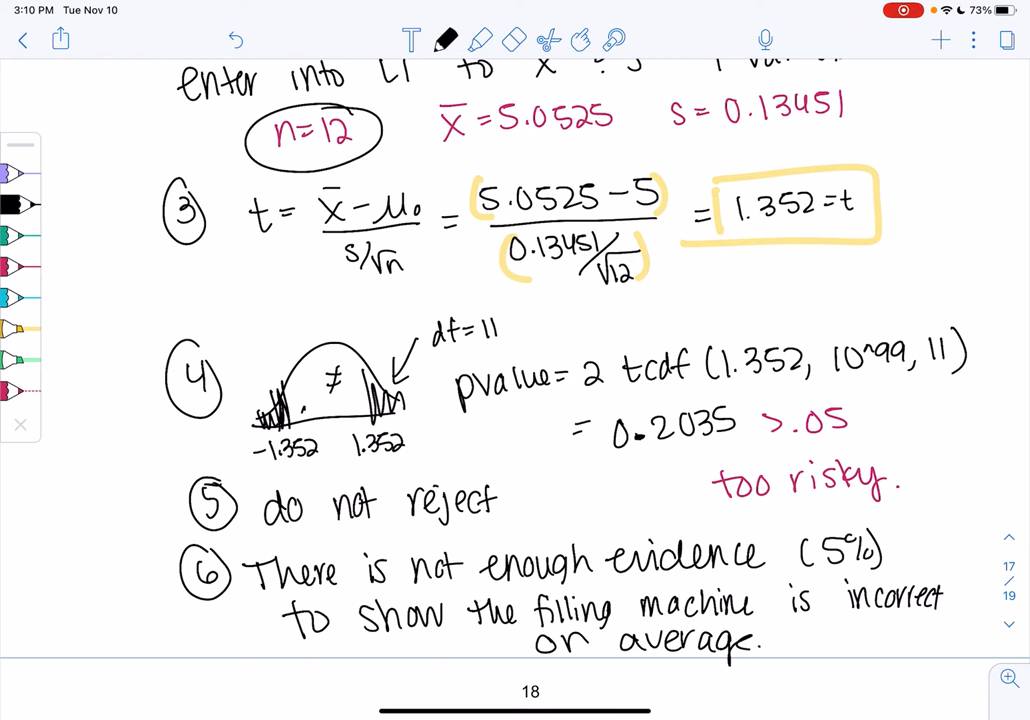 3:10 PM Tue Nov 10
73%
T
enter into L1 to x
n=12 x̄ = 5.0525 s = 0.13451
③ t = x̄ - μ₀ / s/√n = (5.0525 - 5) / (0.13451/√12) = 1.352 = t
④ ≠ df = 11
-1.352 1.352
pvalue = 2 tcdf (1.352, 10^99, 11)
= 0.2035 > .05
too risky.
⑤ do not reject
⑥ There is not enough evidence (5%)
to show the filling machine is incorrect
on average.
17
/
19
18